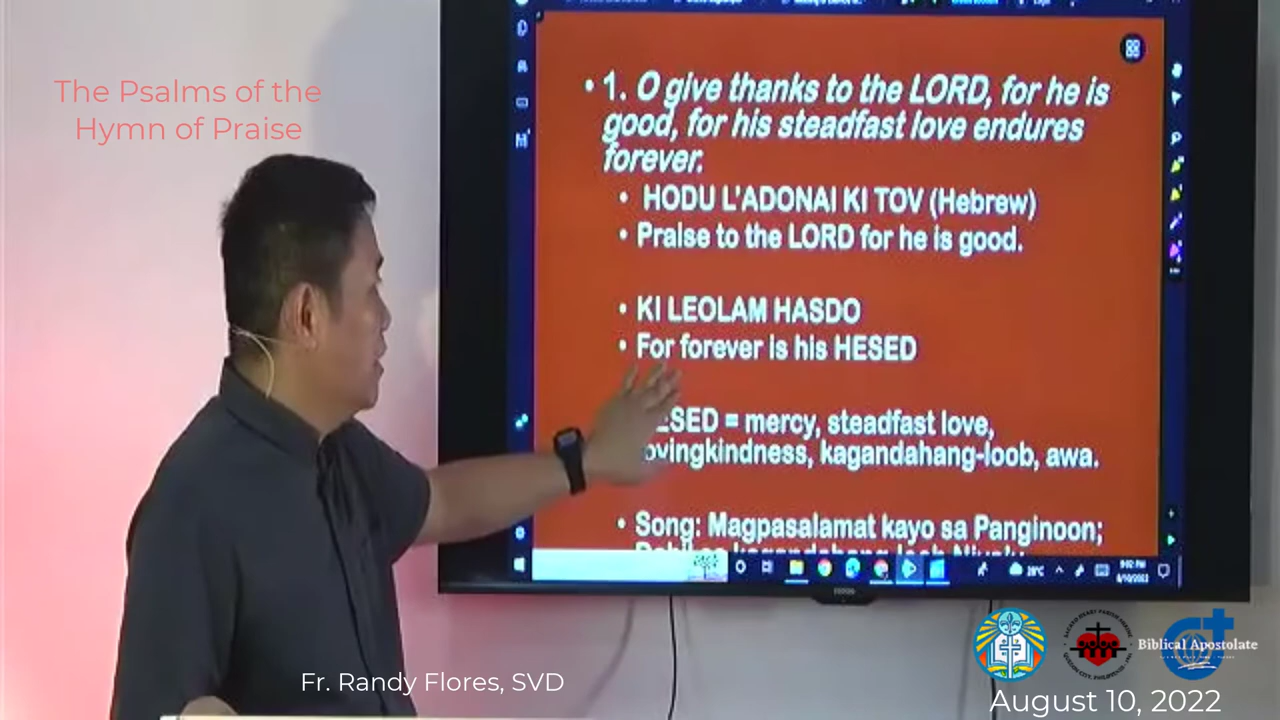 The Psalms of the
Hymn of Praise
• 1. O give thanks to the LORD, for he is
good, for his steadfast love endures
forever.
• HODU L'ADONAI KI TOV (Hebrew)
• Praise to the LORD for he is good.
• KI LEOLAM HASDO
• For forever is his HESED
ESED = mercy, steadfast love,
ovingkindness, kagandahang-loob, awa.
• Song: Magpasalamat kayo sa Panginoon;
Fr. Randy Flores, SVD
Biblical Apostolate
August 10, 2022